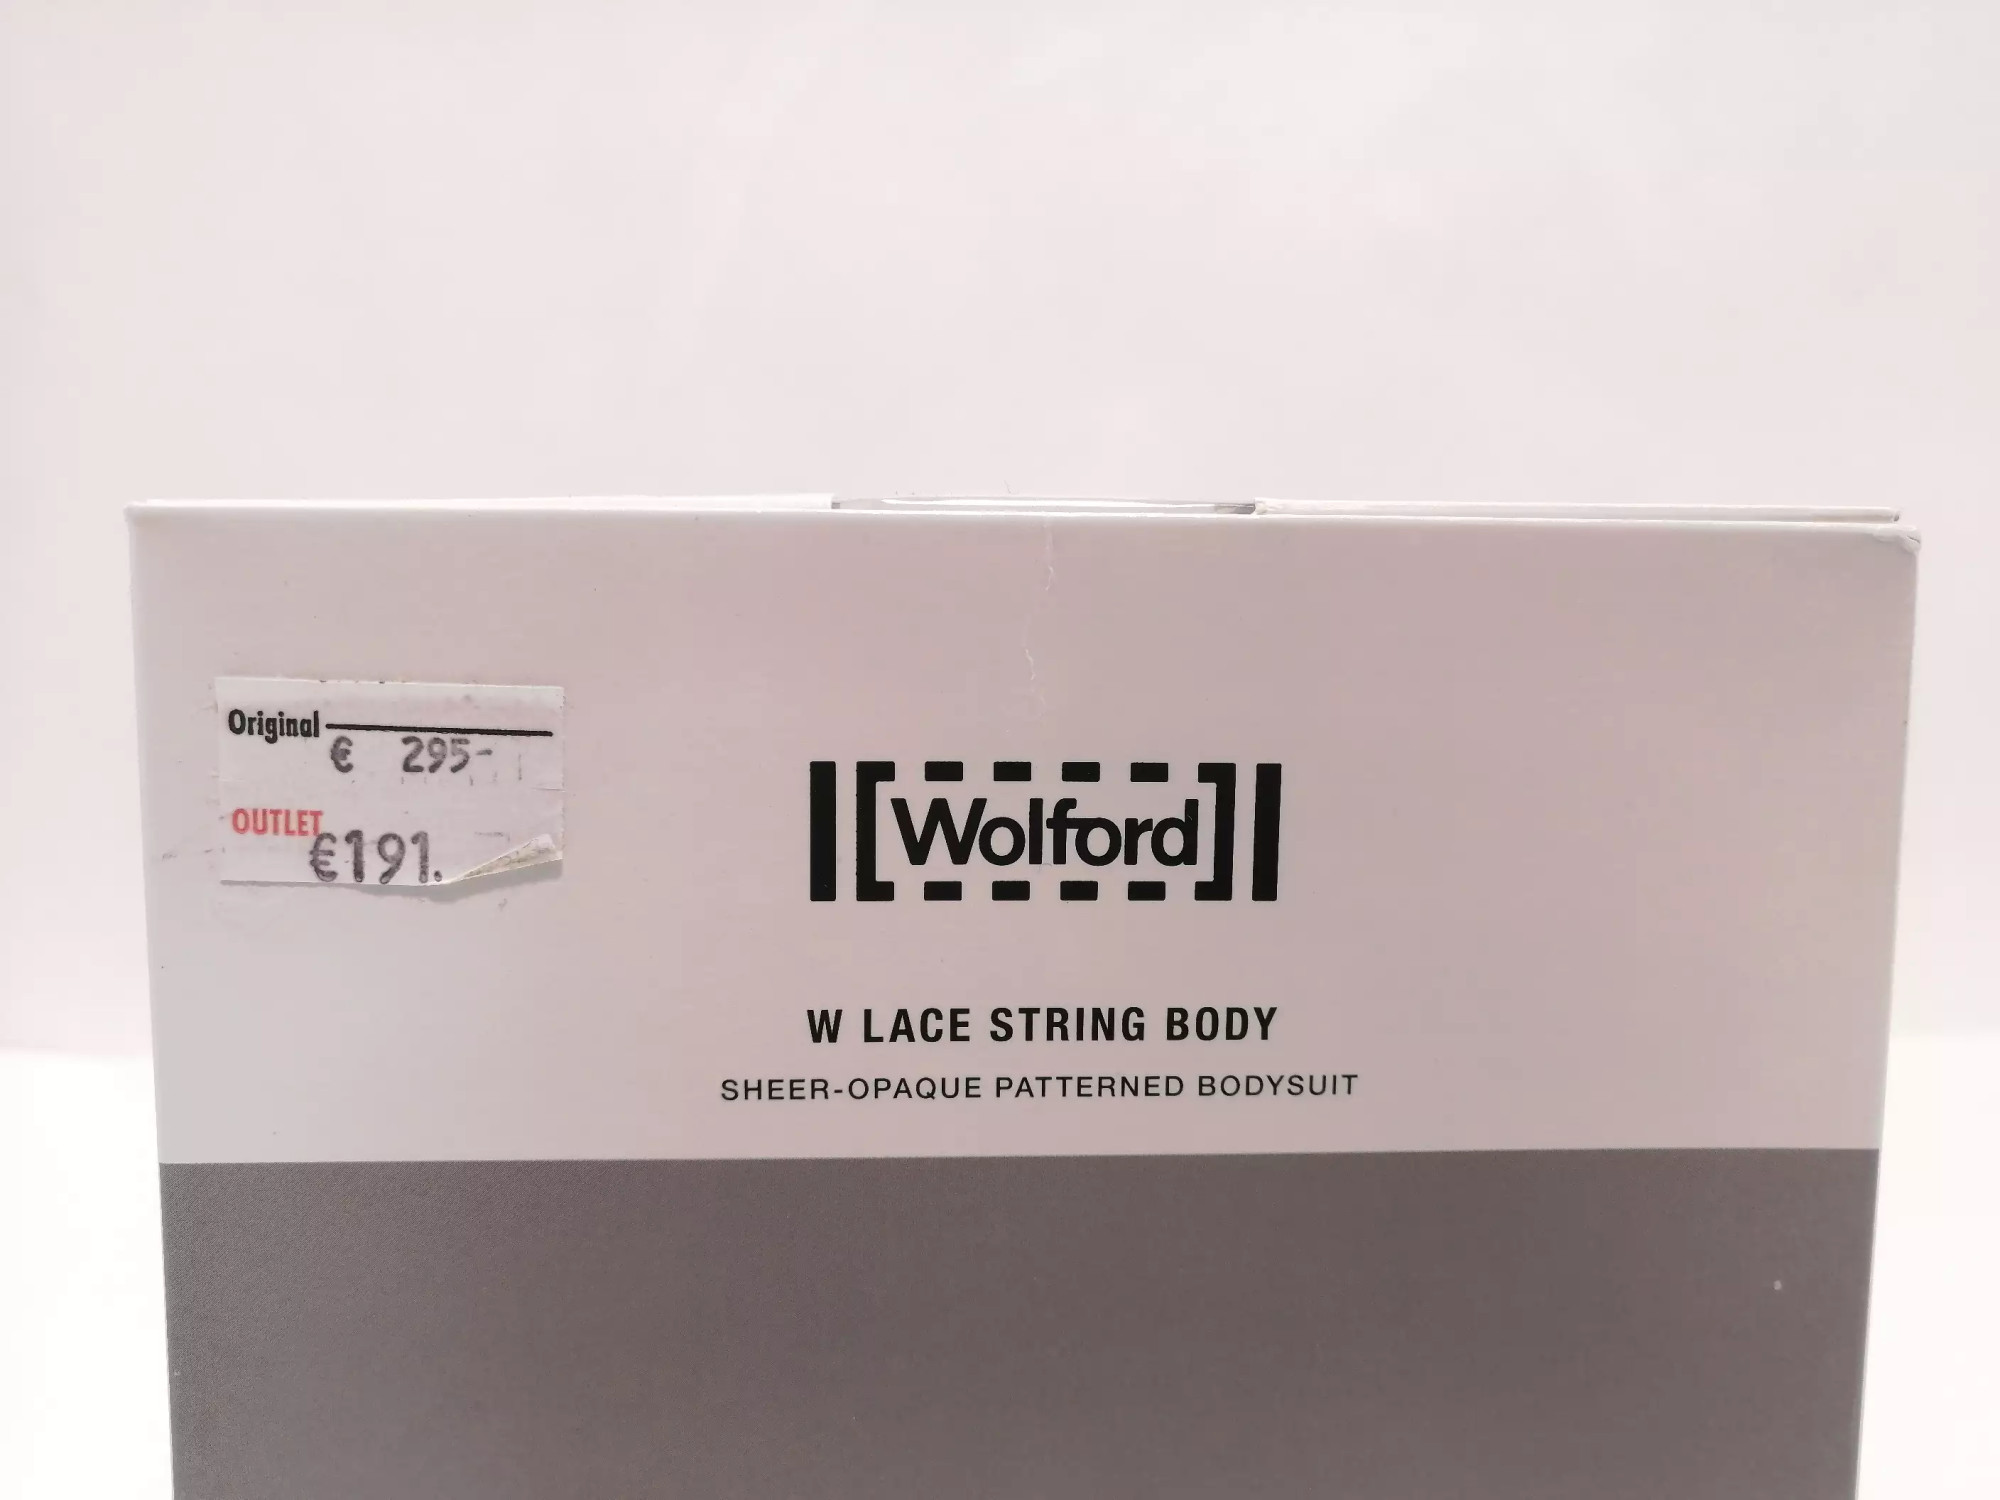 Original
€ 295-
OUTLET
€191.
Wolford
W LACE STRING BODY
SHEER-OPAQUE PATTERNED BODYSUIT